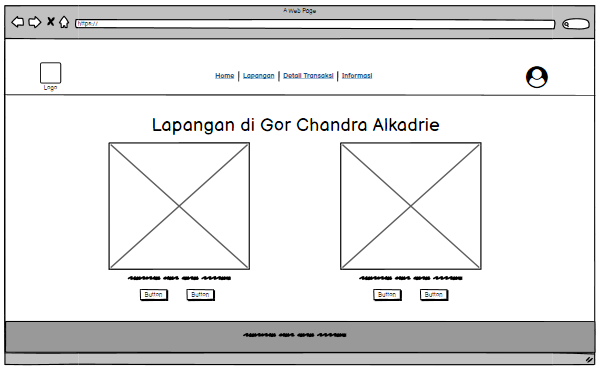 A Web Page
https://
Logo
Home | Lapangan | Detail Transaksi | Informasi
Lapangan di Gor Chandra Alkadrie
Button Button Button Button